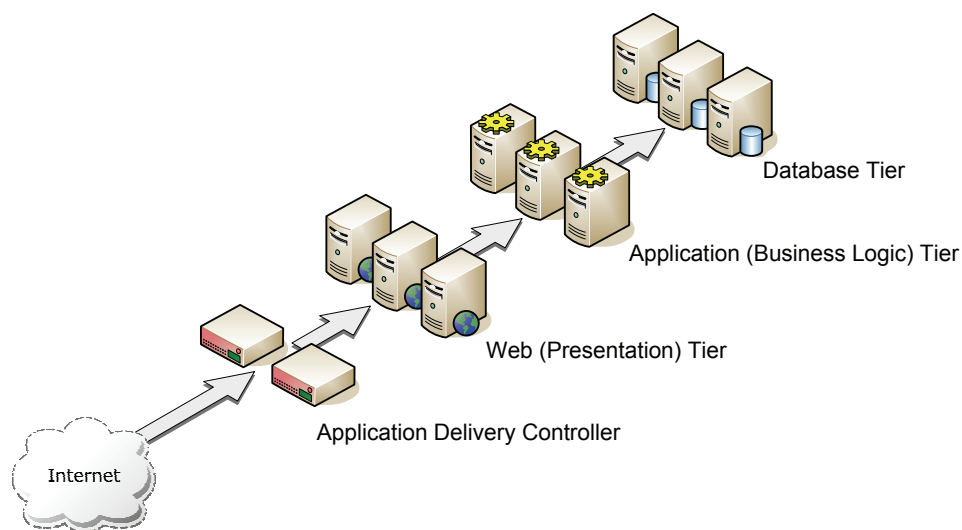 Database Tier
Application (Business Logic) Tier
Web (Presentation) Tier
Application Delivery Controller
Internet